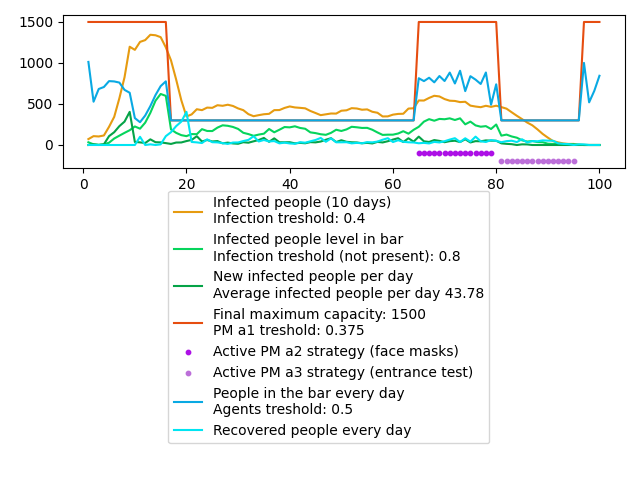 1500
1000
500
0
0 20 40 60 80 100
Infected people (10 days)
Infection treshold: 0.4
Infected people level in bar
Infection treshold (not present): 0.8
New infected people per day
Average infected people per day 43.78
Final maximum capacity: 1500
PM a1 treshold: 0.375
Active PM a2 strategy (face masks)
Active PM a3 strategy (entrance test)
People in the bar every day
Agents treshold: 0.5
Recovered people every day